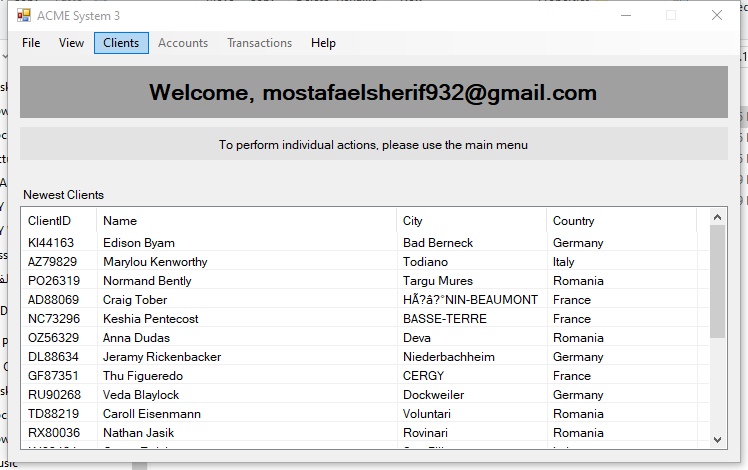 ACME System 3
File View Clients Accounts Transactions Help
Welcome, mostafaelsherif932@gmail.com
To perform individual actions, please use the main menu
Newest Clients
ClientID Name City Country
KI44163 Edison Byam Bad Berneck Germany
AZ79829 Marylou Kenworthy Todiano Italy
PO26319 Normand Bently Targu Mures Romania
AD88069 Craig Tober HÃ?â?°NIN-BEAUMONT France
NC73296 Keshia Pentecost BASSE-TERRE France
OZ56329 Anna Dudas Deva Romania
DL88634 Jeramy Rickenbacker Niederbachheim Germany
GF87351 Thu Figueredo CERGY France
RU90268 Veda Blaylock Dockweiler Germany
TD88219 Caroll Eisenmann Voluntari Romania
RX80036 Nathan Jasik Rovinari Romania
usic